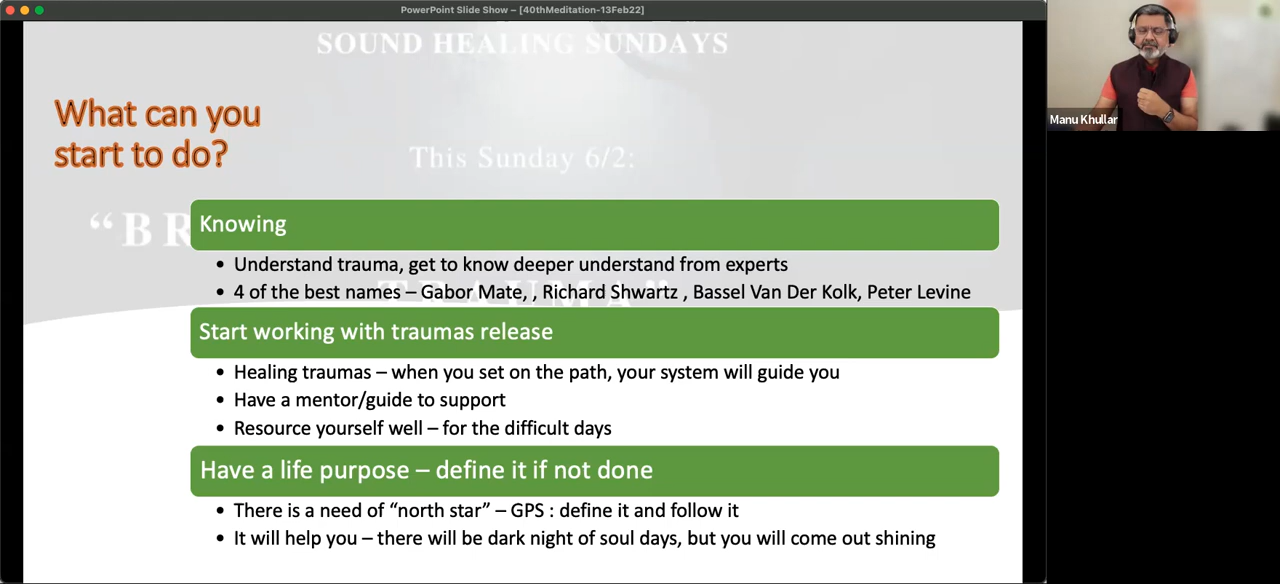 PowerPoint Slide Show – [40thMeditation-13Feb22]
SOUND HEALING SUNDAYS
What can you
start to do?
This Sunday 6/2:
“BR
Knowing
• Understand trauma, get to know deeper understand from experts
• 4 of the best names – Gabor Mate, , Richard Shwartz , Bassel Van Der Kolk, Peter Levine
Start working with traumas release
• Healing traumas – when you set on the path, your system will guide you
• Have a mentor/guide to support
• Resource yourself well – for the difficult days
Have a life purpose – define it if not done
• There is a need of “north star” – GPS : define it and follow it
• It will help you – there will be dark night of soul days, but you will come out shining
Manu Khullar